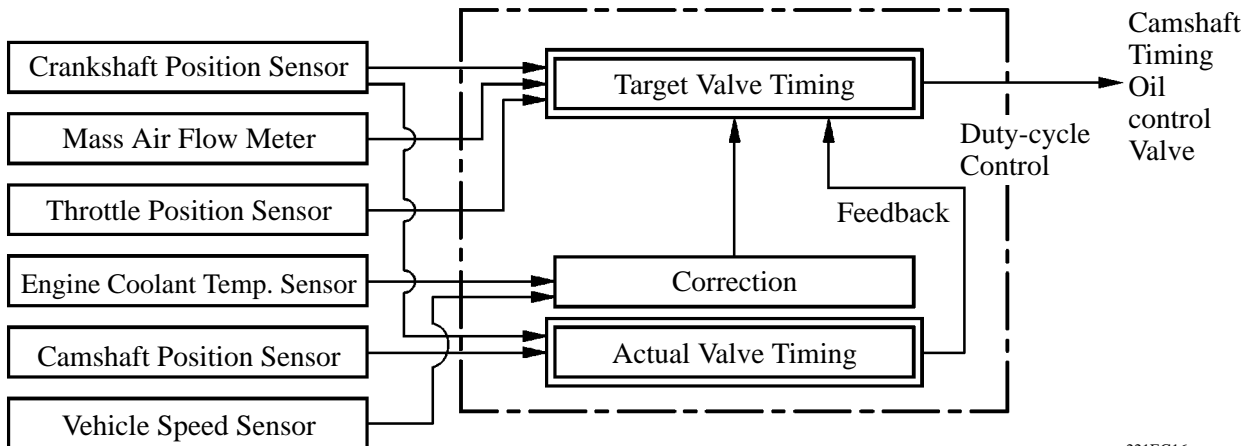 Crankshaft Position Sensor
Mass Air Flow Meter
Throttle Position Sensor
Engine Coolant Temp. Sensor
Camshaft Position Sensor
Vehicle Speed Sensor
Target Valve Timing
Correction
Actual Valve Timing
Feedback
Duty-cycle
Control
Camshaft
Timing
Oil
control
Valve